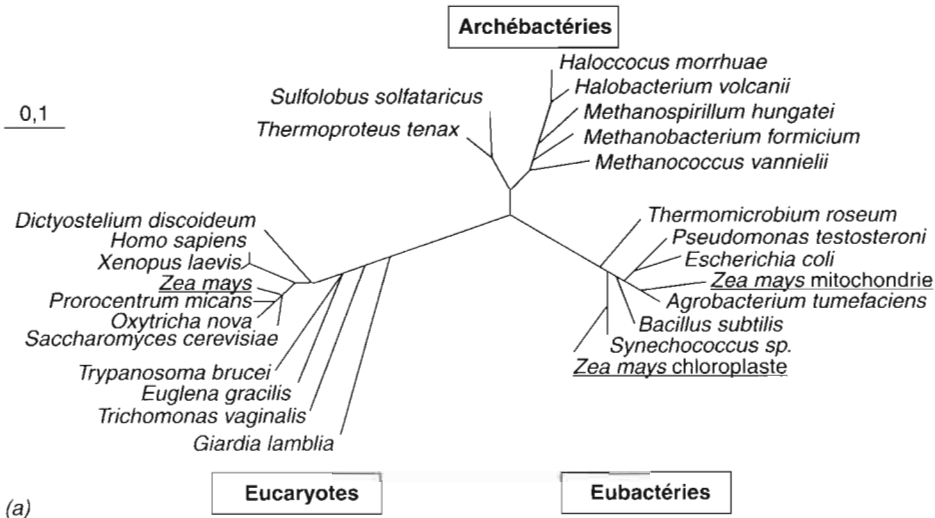 Archébactéries
Haloccocus morrhuae
Halobacterium volcanii
Sulfolobus solfataricus
Methanospirillum hungatei
0,1
Thermoproteus tenax
Methanobacterium formicium
Methanococcus vannielii
Dictyostelium discoideum
Homo sapiens
Xenopus laevis
Zea mays
Prorocentrum micans
Oxytricha nova
Saccharomyces cerevisiae
Trypanosoma brucei
Euglena gracilis
Trichomonas vaginalis
Giardia lamblia
Thermomicrobium roseum
Pseudomonas testosteroni
Escherichia coli
Zea mays mitochondrie
Agrobacterium tumefaciens
Bacillus subtilis
Synechococcus sp.
Zea mays chloroplaste
Eucaryotes
Eubactéries
(a)